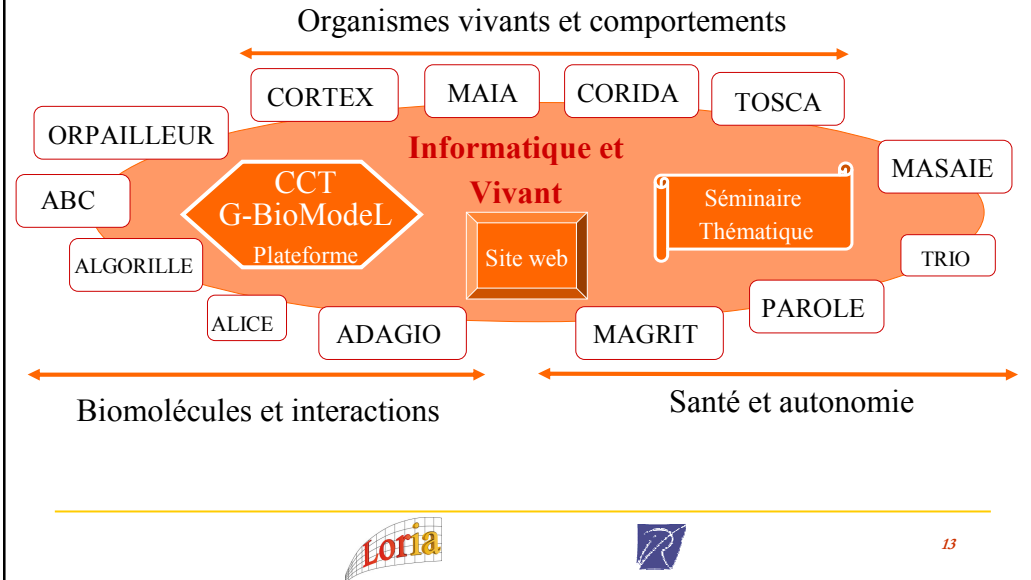 Organismes vivants et comportements
CORTEX
MAIA
CORIDA
TOSCA
ORPAILLEUR
Informatique et
Vivant
MASAIE
ABC
CCT
G-BioModeL
Plateforme
Séminaire
Thématique
Site web
ALGORILLE
TRIO
ALICE
ADAGIO
MAGRIT
PAROLE
Biomolécules et interactions
Santé et autonomie
Loria
13